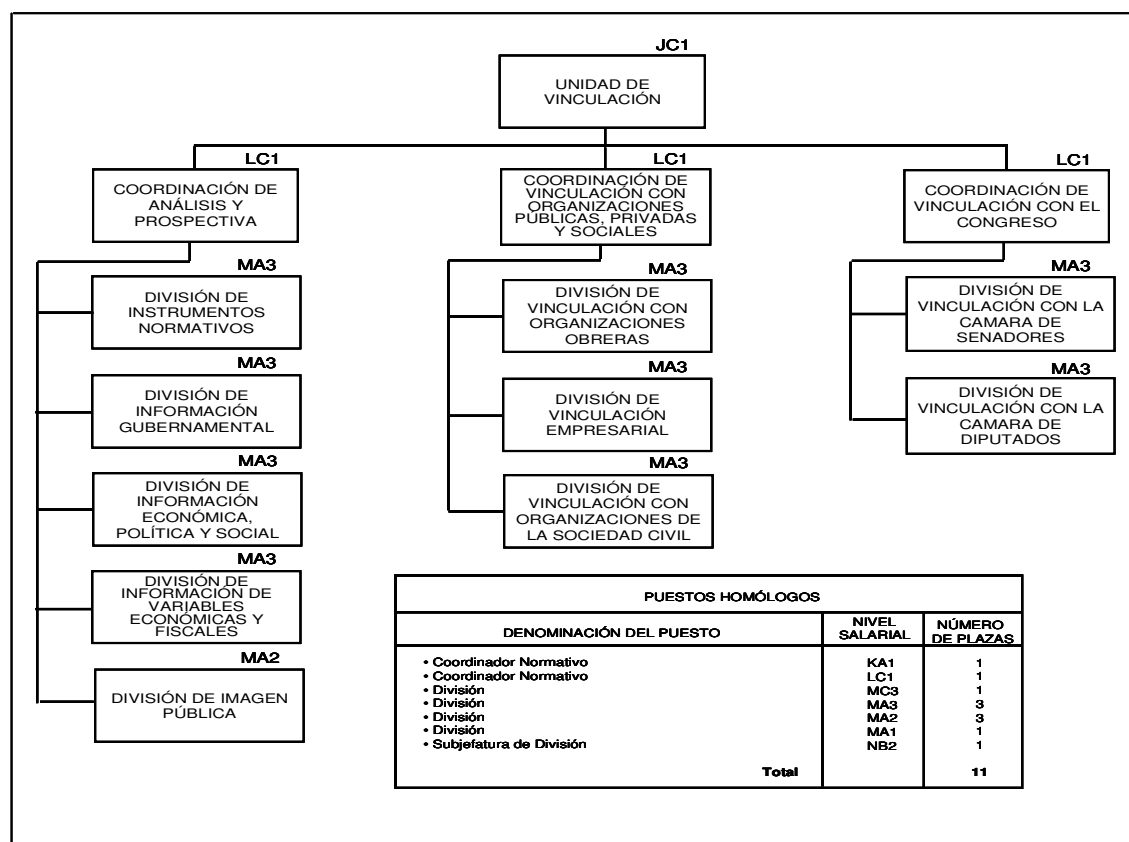 JC1
UNIDAD DE
VINCULACIÓN
LC1
COORDINACIÓN DE
ANÁLISIS Y
PROSPECTIVA
MA3
DIVISIÓN DE
INSTRUMENTOS
NORMATIVOS
MA3
DIVISIÓN DE
INFORMACIÓN
GUBERNAMENTAL
MA3
DIVISIÓN DE
INFORMACIÓN
ECONÓMICA,
POLÍTICA Y SOCIAL
MA3
DIVISIÓN DE
INFORMACIÓN DE
VARIABLES
ECONÓMICAS Y
FISCALES
MA2
DIVISIÓN DE IMAGEN
PÚBLICA
LC1
COORDINACIÓN DE
VINCULACIÓN CON
ORGANIZACIONES
PÚBLICAS, PRIVADAS
Y SOCIALES
MA3
DIVISIÓN DE
VINCULACIÓN CON
ORGANIZACIONES
OBRERAS
MA3
DIVISIÓN DE
VINCULACIÓN
EMPRESARIAL
MA3
DIVISIÓN DE
VINCULACIÓN CON
ORGANIZACIONES DE
LA SOCIEDAD CIVIL
LC1
COORDINACIÓN DE
VINCULACIÓN CON EL
CONGRESO
MA3
DIVISIÓN DE
VINCULACIÓN CON LA
CAMARA DE
SENADORES
MA3
DIVISIÓN DE
VINCULACIÓN CON LA
CAMARA DE
DIPUTADOS
PUESTOS HOMÓLOGOS
DENOMINACIÓN DEL PUESTO NIVEL SALARIAL NÚMERO DE PLAZAS
• Coordinador Normativo KA1 1
• Coordinador Normativo LC1 1
• División MC3 1
• División MA3 3
• División MA2 3
• División MA1 1
• Subjefatura de División NB2 1
Total 11